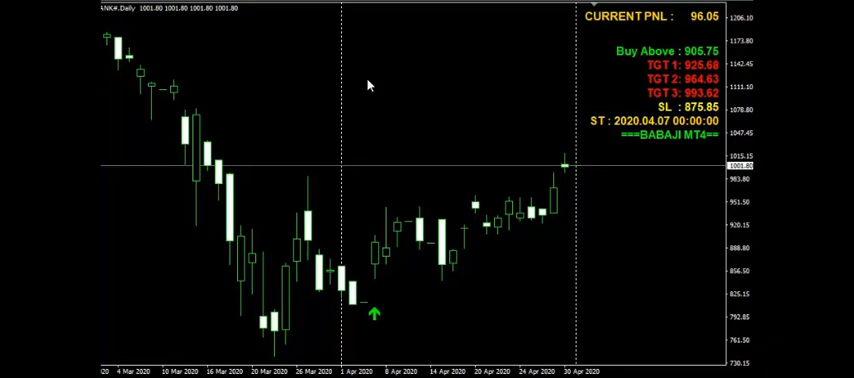 ANK#,Daily 1001.80 1001.80 1001.80 1001.80
CURRENT PNL : 96.05
Buy Above : 905.75
TGT 1: 925.68
TGT 2: 964.63
TGT 3: 993.62
SL : 875.85
ST : 2020.04.07 00:00:00
===BABAJI MT4==
1206.10
1173.80
1142.45
1111.10
1078.80
1047.45
1015.15
1001.80
983.80
951.50
920.15
888.80
856.50
825.15
792.85
761.50
730.15
20 4 Mar 2020 10 Mar 2020 16 Mar 2020 20 Mar 2020 26 Mar 2020 1 Apr 2020 8 Apr 2020 14 Apr 2020 20 Apr 2020 24 Apr 2020 30 Apr 2020